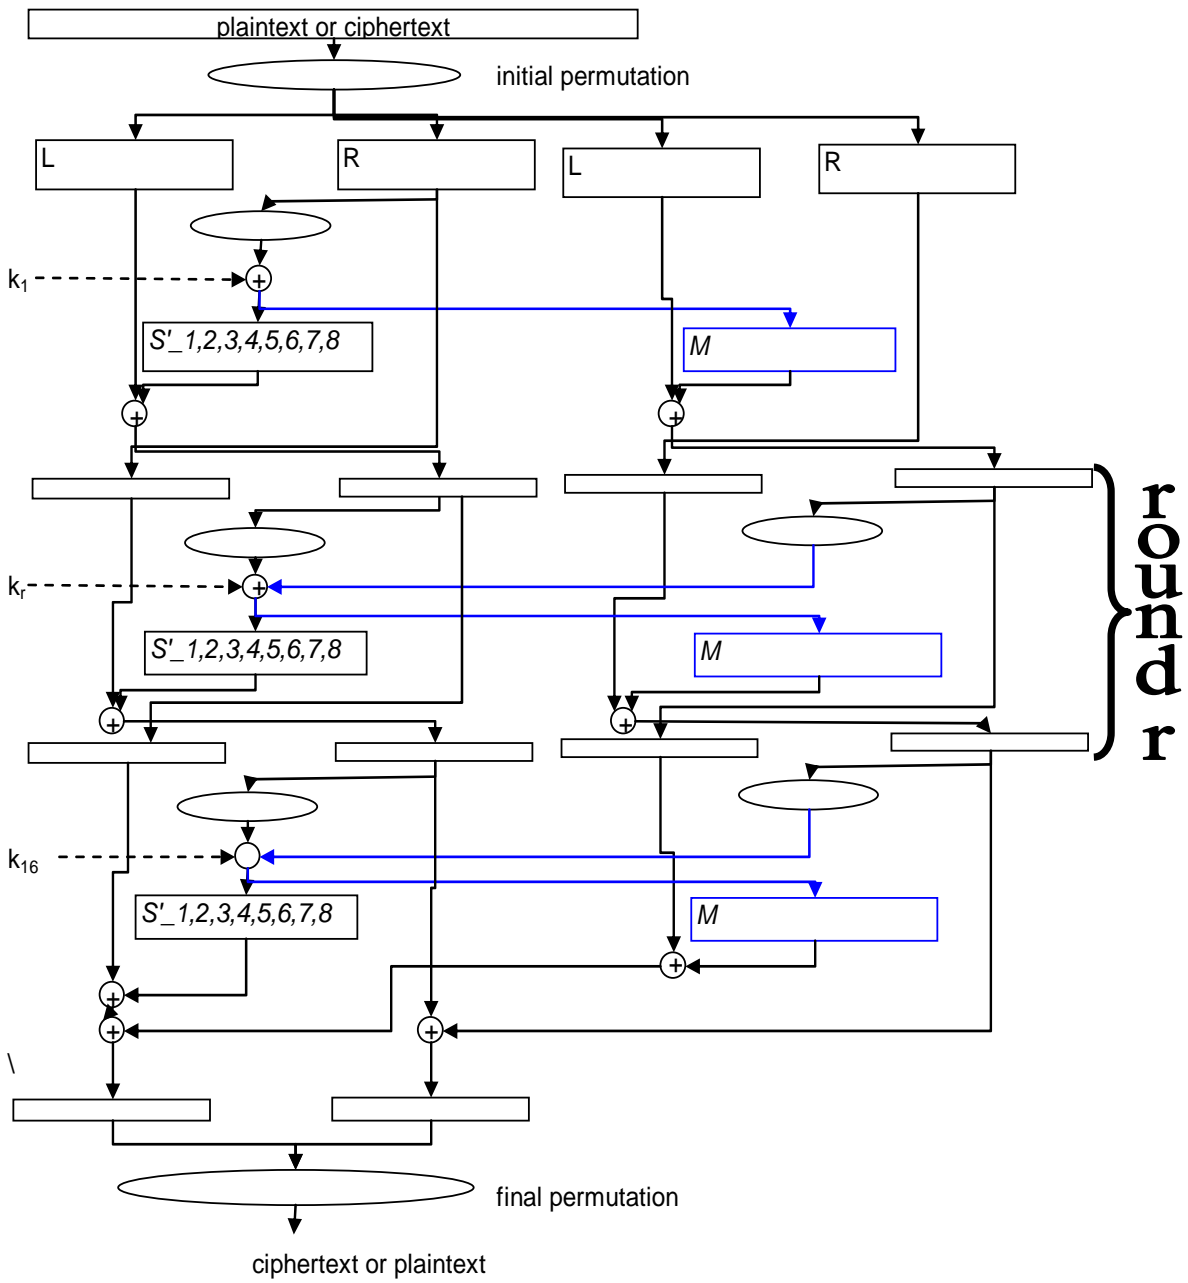 plaintext or ciphertext
initial permutation
L
R
L
R
k1
+
S'_1,2,3,4,5,6,7,8
M
+
+
kr
+
S'_1,2,3,4,5,6,7,8
M
+
+
round r
k16
S'_1,2,3,4,5,6,7,8
M
+
+
+
+
\
final permutation
ciphertext or plaintext